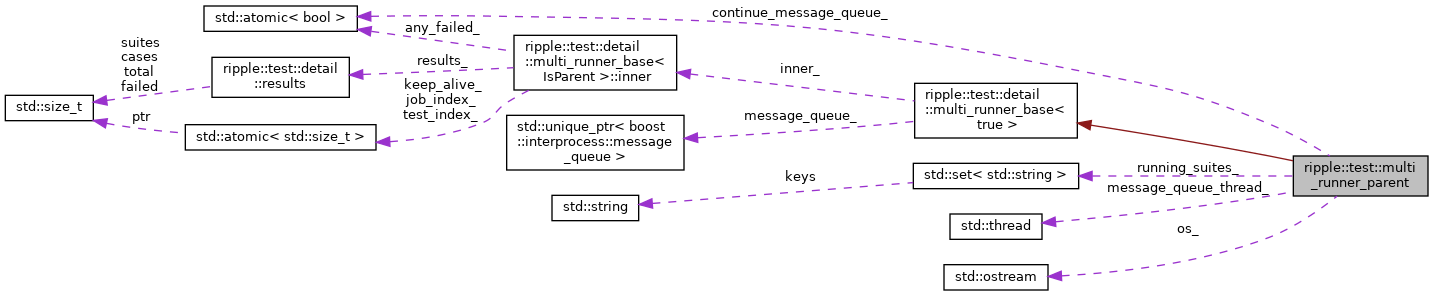 continue_message_queue_
std::atomic< bool >
any_failed_
suites
cases
total
failed
ripple::test::detail
::results
results_
ripple::test::detail
::multi_runner_base<
IsParent >::inner
inner_
keep_alive_
job_index_
test_index_
std::size_t
ptr
std::atomic< std::size_t >
std::unique_ptr< boost
::interprocess::message
_queue >
message_queue_
ripple::test::detail
::multi_runner_base<
true >
ripple::test::multi
_runner_parent
running_suites_
std::set< std::string >
keys
std::string
message_queue_thread_
std::thread
os_
std::ostream